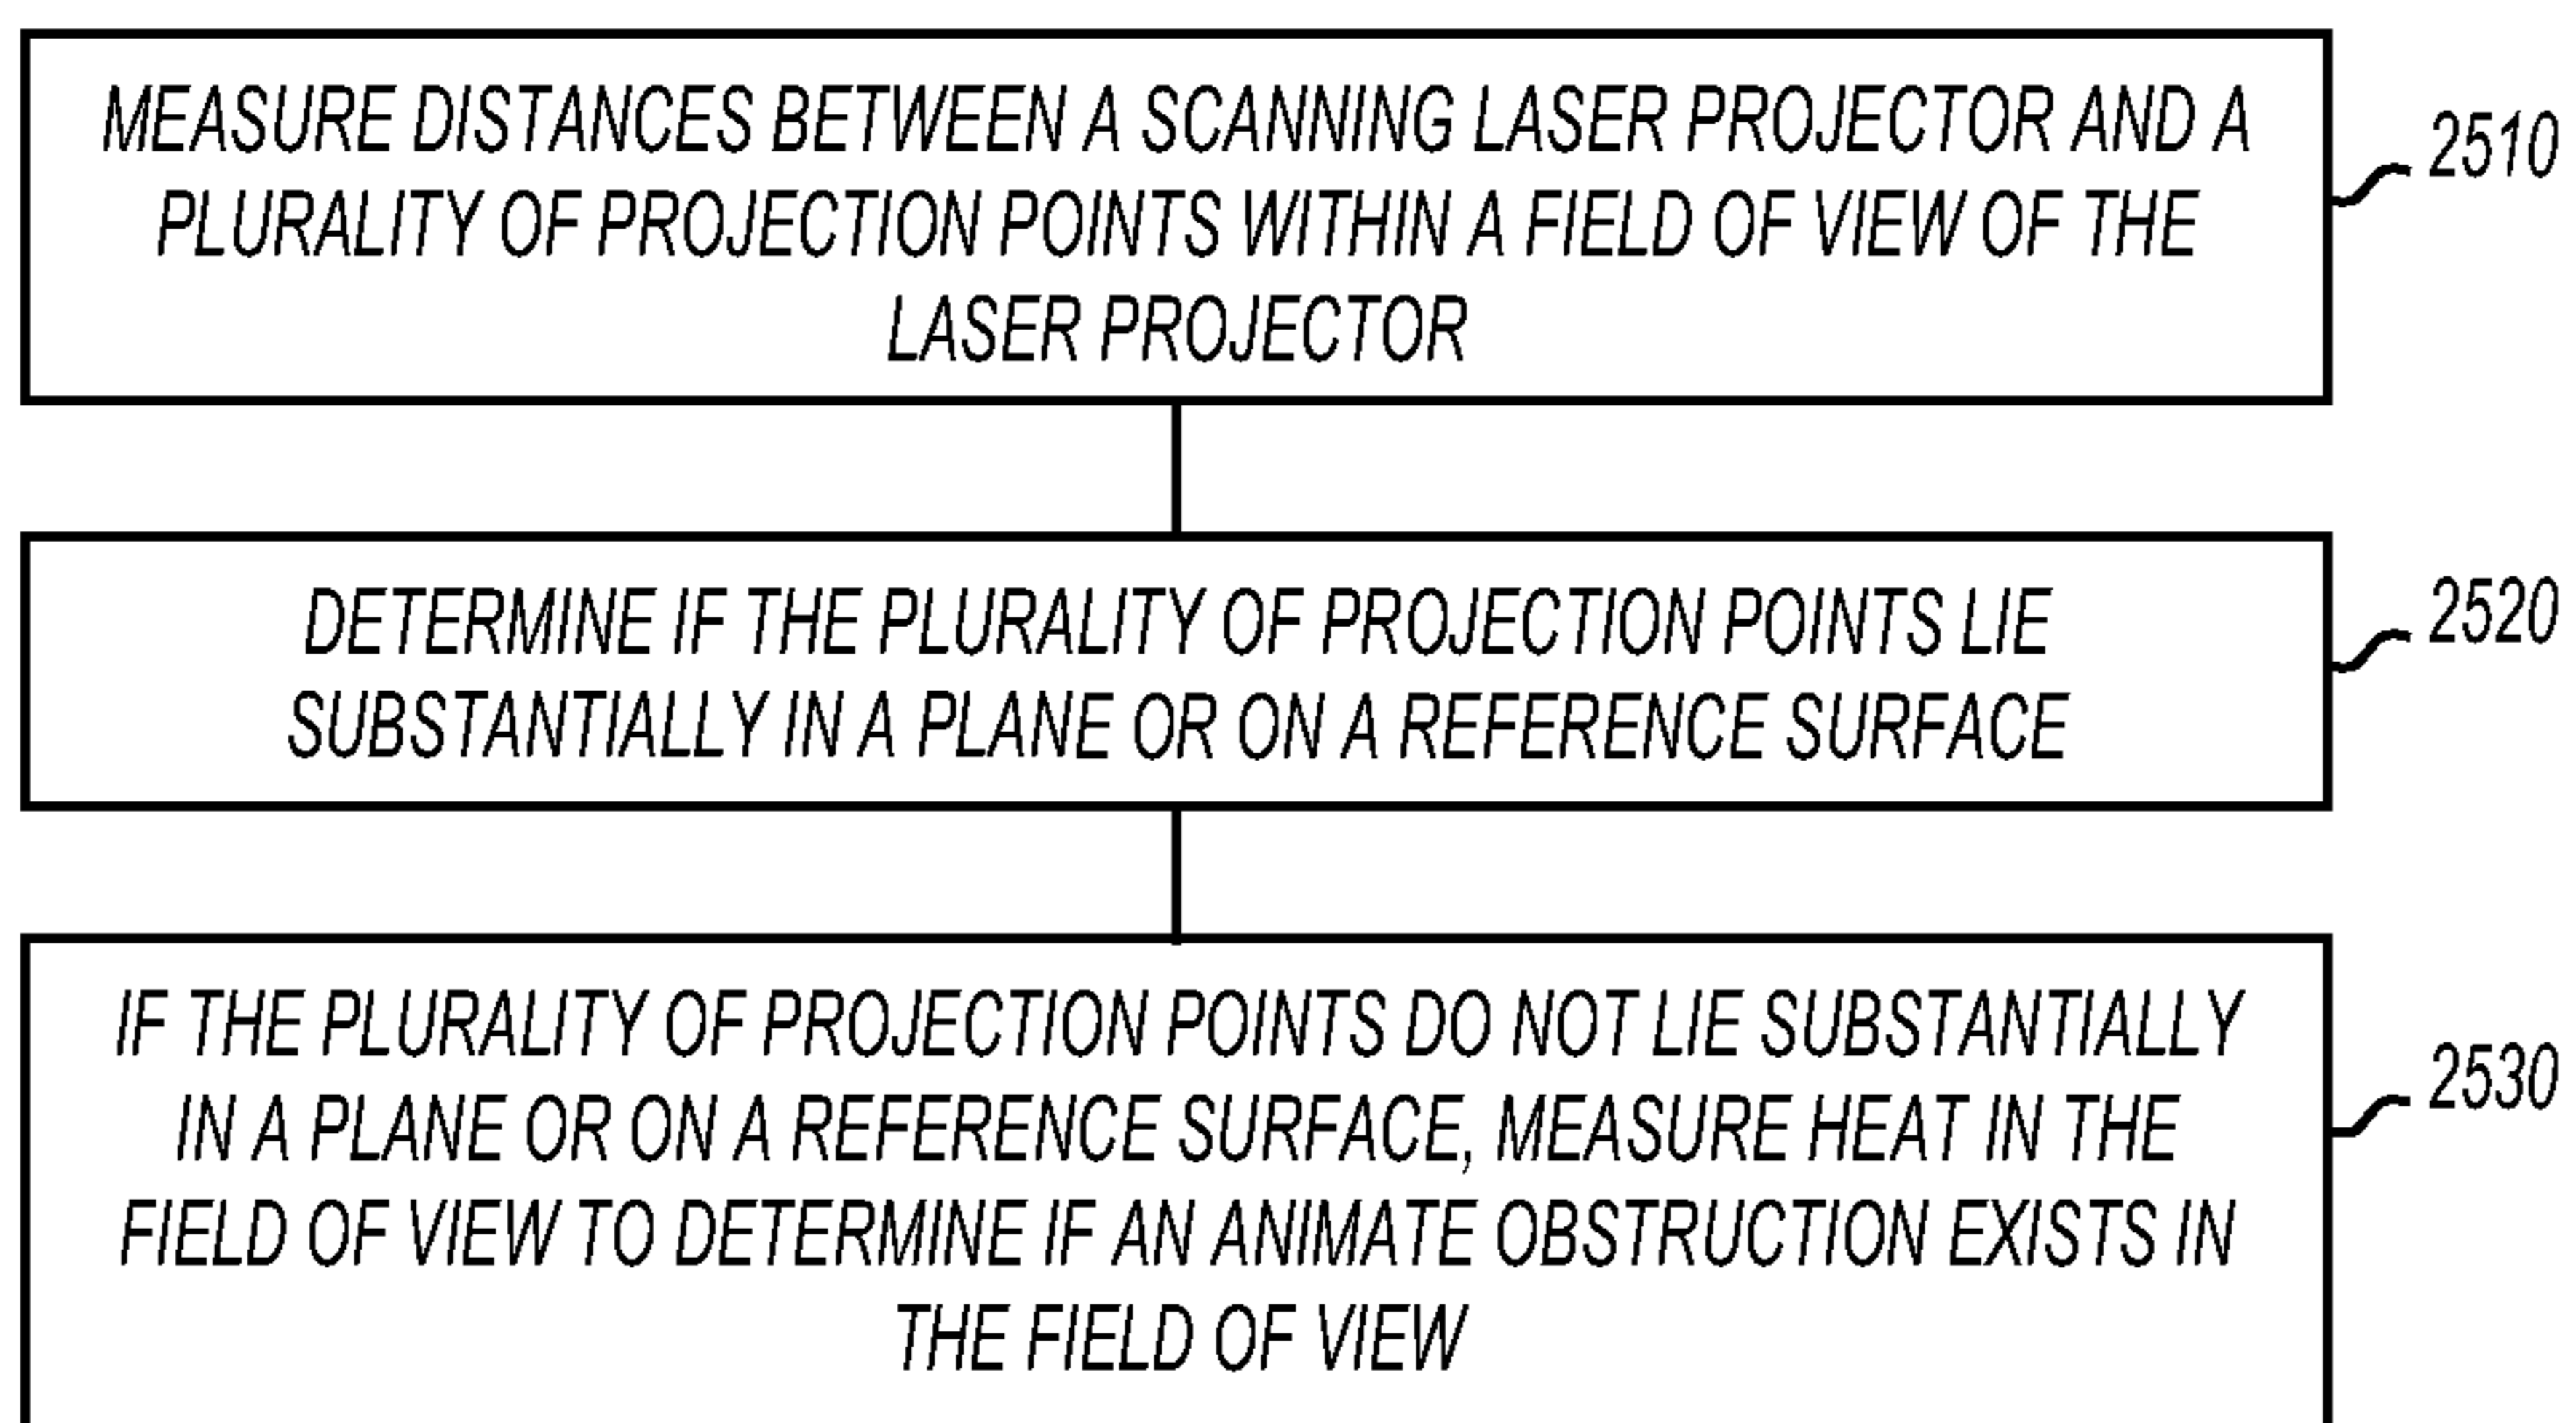 MEASURE DISTANCES BETWEEN A SCANNING LASER PROJECTOR AND A
PLURALITY OF PROJECTION POINTS WITHIN A FIELD OF VIEW OF THE
LASER PROJECTOR
2510
DETERMINE IF THE PLURALITY OF PROJECTION POINTS LIE
SUBSTANTIALLY IN A PLANE OR ON A REFERENCE SURFACE
2520
IF THE PLURALITY OF PROJECTION POINTS DO NOT LIE SUBSTANTIALLY
IN A PLANE OR ON A REFERENCE SURFACE, MEASURE HEAT IN THE
FIELD OF VIEW TO DETERMINE IF AN ANIMATE OBSTRUCTION EXISTS IN
THE FIELD OF VIEW
2530